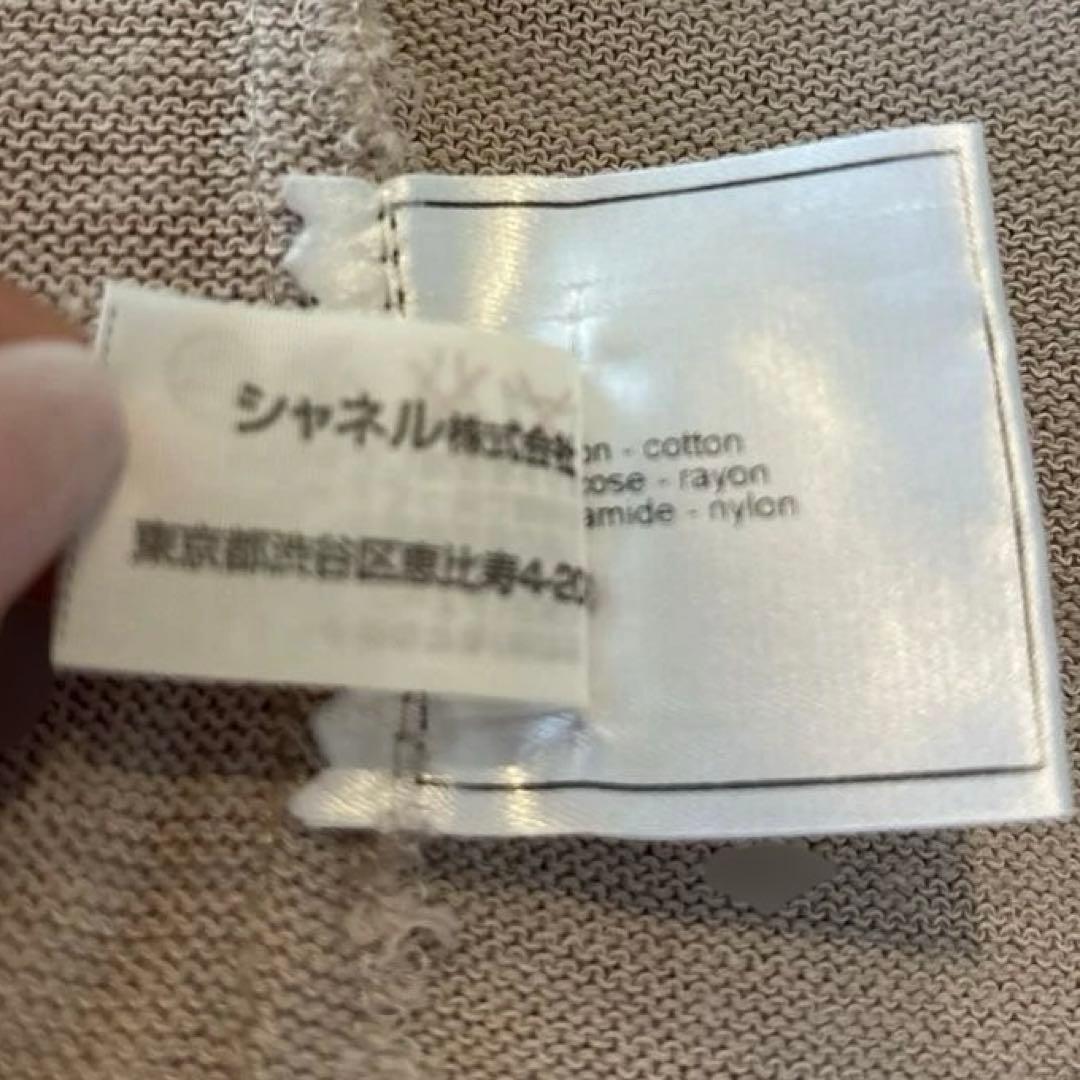 シャネル株式会社
東京都渋谷区恵比寿4-20
on - cotton
cose - rayon
amide - nylon